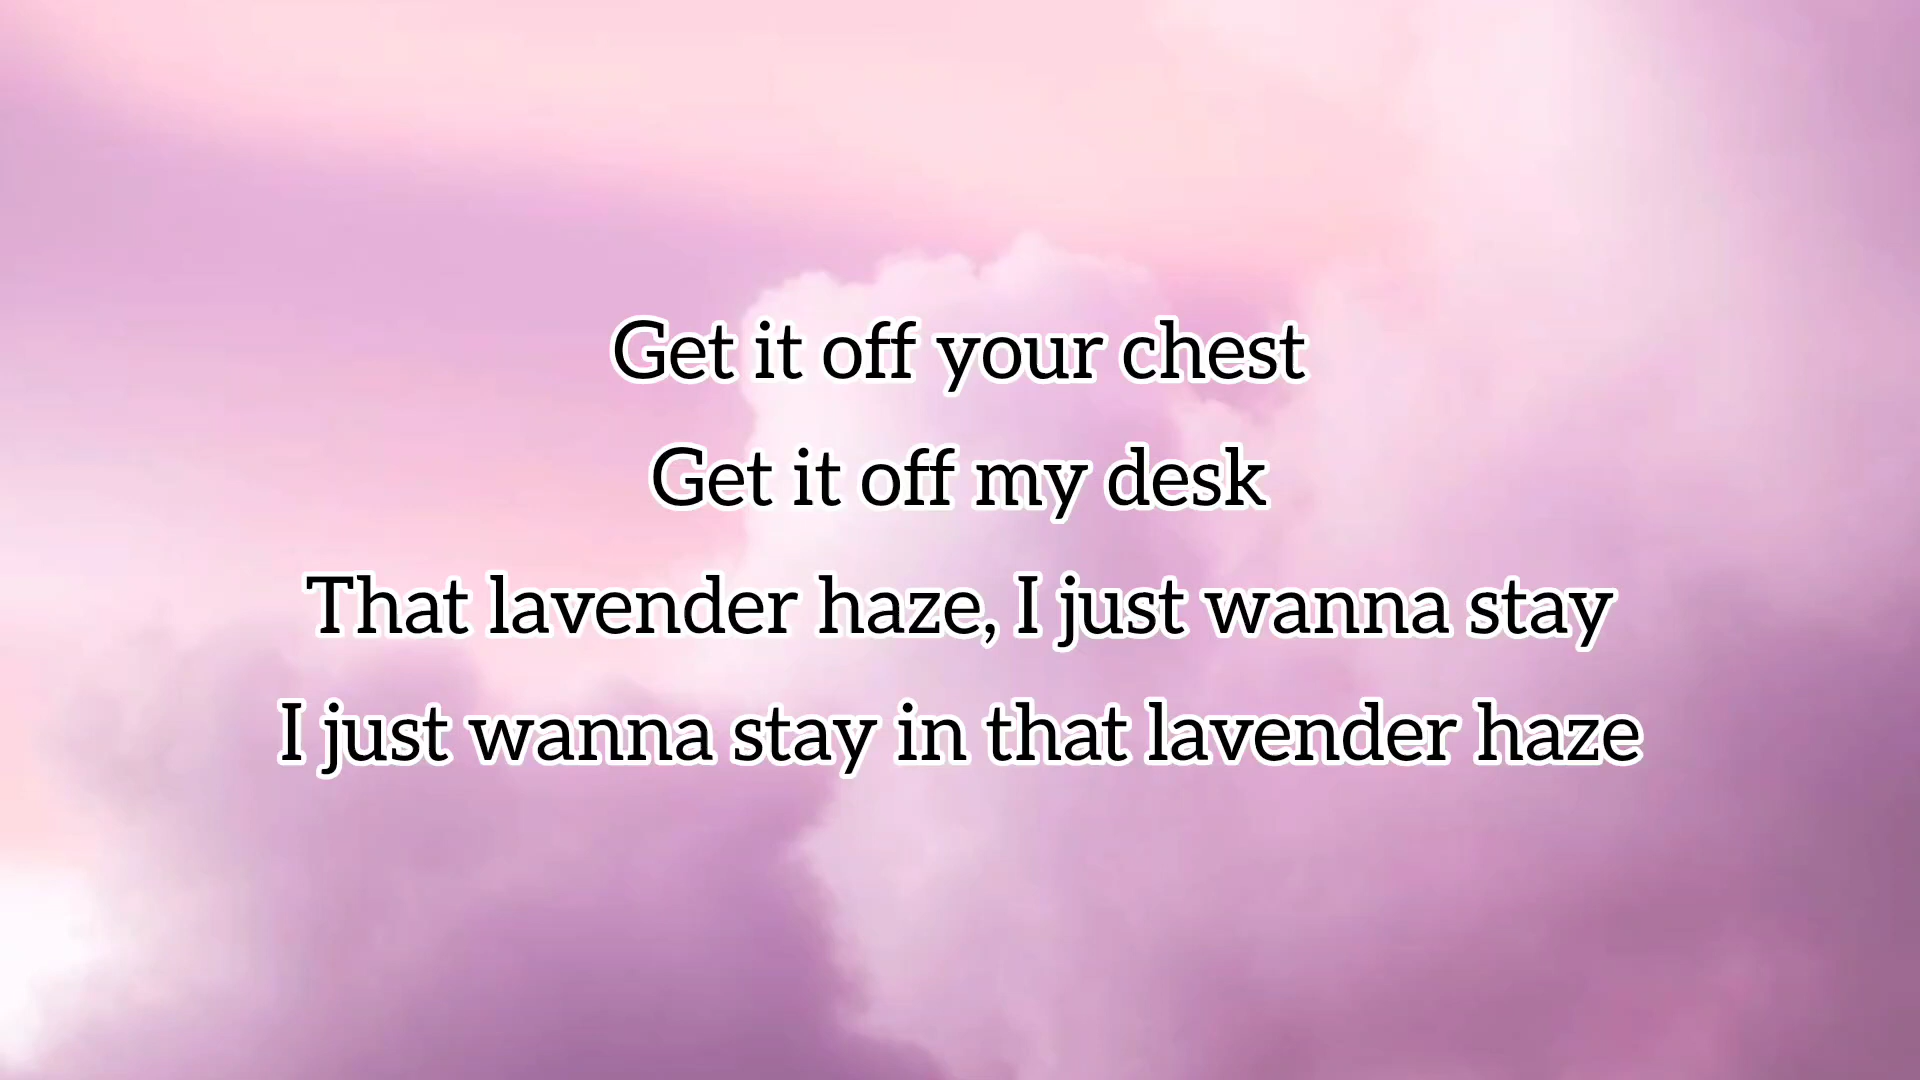 Get it off your chest
Get it off my desk
That lavender haze, I just wanna stay
I just wanna stay in that lavender haze